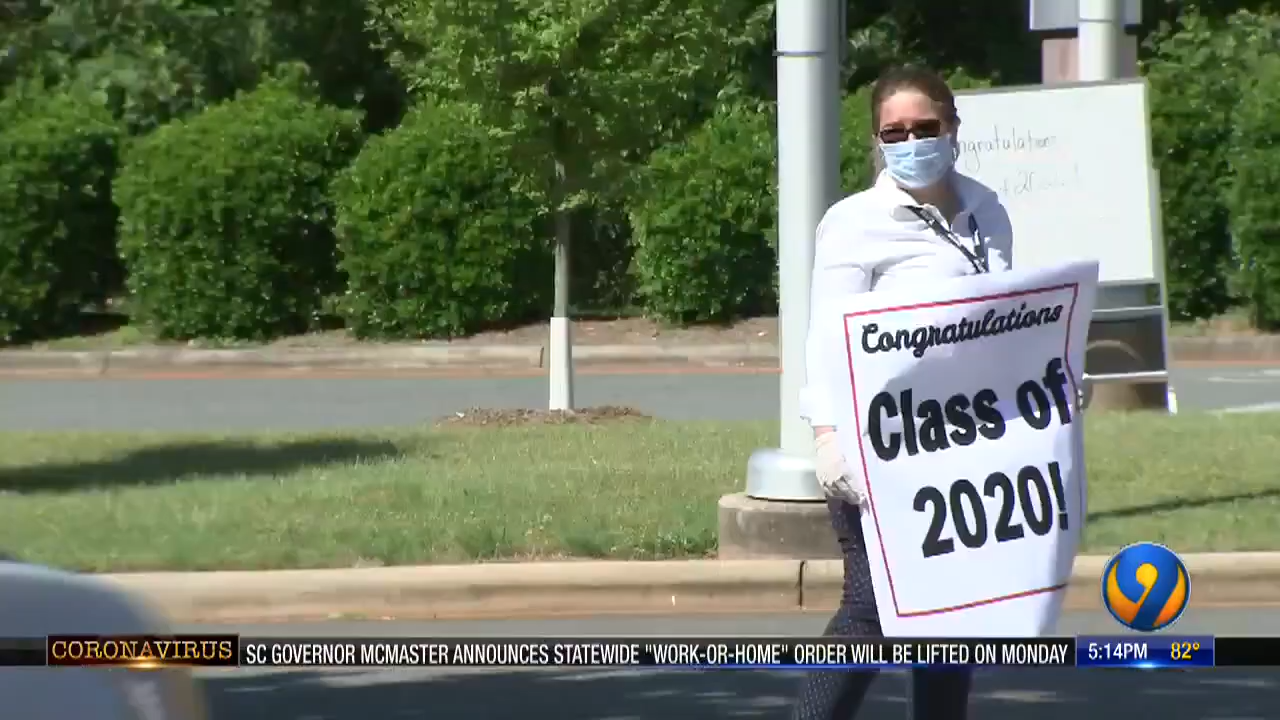 ngratulations
Congratulations
Class of
2020!
9
CORONAVIRUS SC GOVERNOR MCMASTER ANNOUNCES STATEWIDE "WORK-OR-HOME" ORDER WILL BE LIFTED ON MONDAY 5:14PM 82°